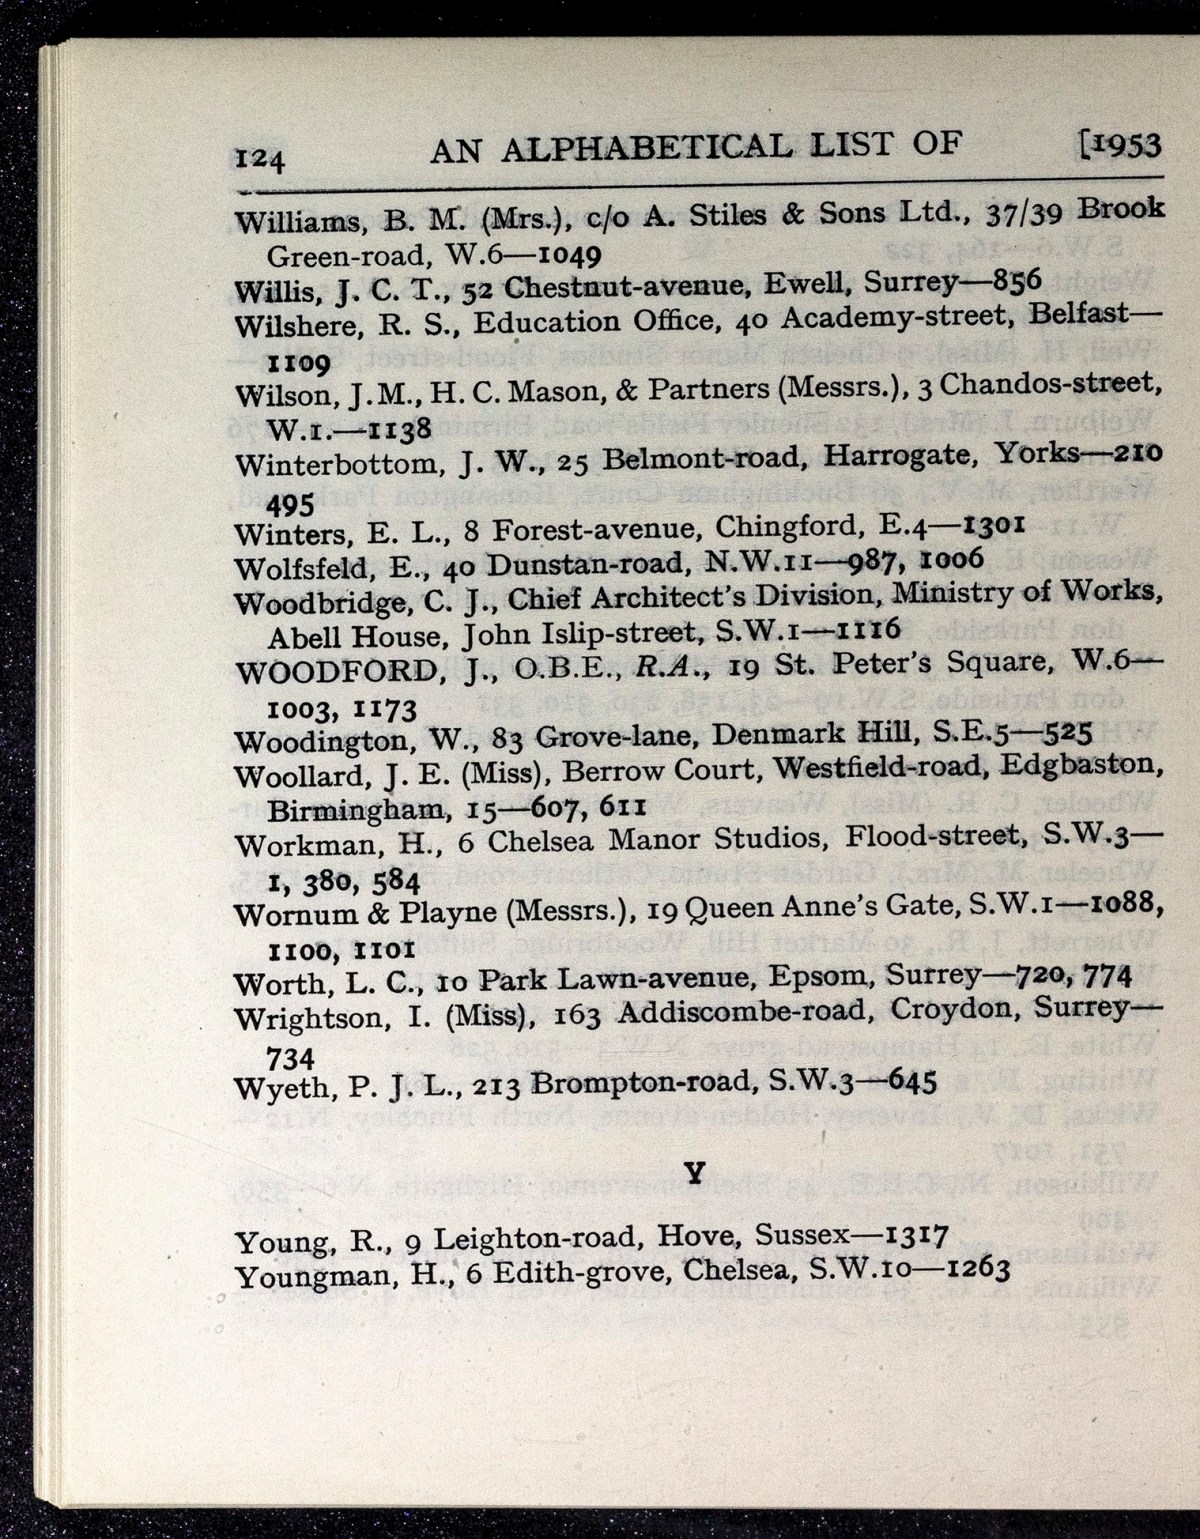 124 AN ALPHABETICAL LIST OF [1953
Williams, B. M. (Mrs.), c/o A. Stiles & Sons Ltd., 37/39 Brook
Green-road, W.6—1049
Willis, J. C. T., 52 Chestnut-avenue, Ewell, Surrey—856
Wilshere, R. S., Education Office, 40 Academy-street, Belfast—
1109
Wilson, J.M., H. C. Mason, & Partners (Messrs.), 3 Chandos-street,
W.1.—1138
Winterbottom, J. W., 25 Belmont-road, Harrogate, Yorks—210
495
Winters, E. L., 8 Forest-avenue, Chingford, E.4—1301
Wolfsfeld, E., 40 Dunstan-road, N.W.11—987, 1006
Woodbridge, C. J., Chief Architect's Division, Ministry of Works,
Abell House, John Islip-street, S.W.1—1116
WOODFORD, J., O.B.E., R.A., 19 St. Peter's Square, W.6—
1003, 1173
Woodington, W., 83 Grove-lane, Denmark Hill, S.E.5—525
Woollard, J. E. (Miss), Berrow Court, Westfield-road, Edgbaston,
Birmingham, 15—607, 611
Workman, H., 6 Chelsea Manor Studios, Flood-street, S.W.3—
1, 380, 584
Wornum & Playne (Messrs.), 19 Queen Anne's Gate, S.W.1—1088,
1100, 1101
Worth, L. C., 10 Park Lawn-avenue, Epsom, Surrey—720, 774
Wrightson, I. (Miss), 163 Addiscombe-road, Croydon, Surrey—
734
Wyeth, P. J. L., 213 Brompton-road, S.W.3—645
Y
Young, R., 9 Leighton-road, Hove, Sussex—1317
Youngman, H., 6 Edith-grove, Chelsea, S.W.10—1263